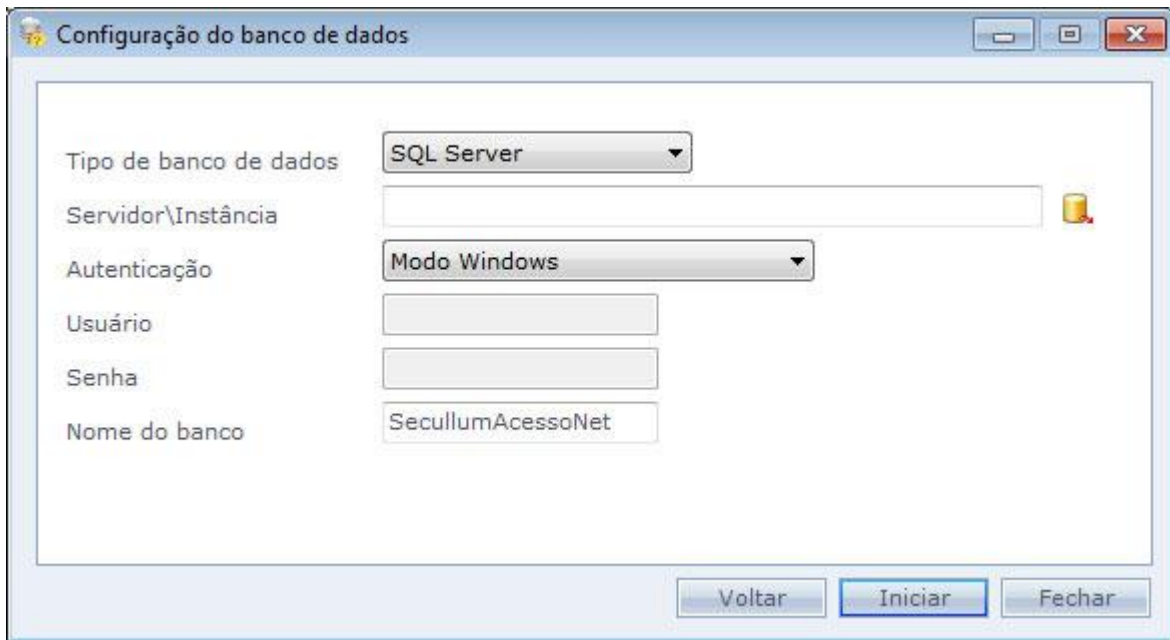 Configuração do banco de dados
Tipo de banco de dados SQL Server
Servidor\Instância
Autenticação Modo Windows
Usuário
Senha
Nome do banco SecullumAcessoNet
Voltar Iniciar Fechar